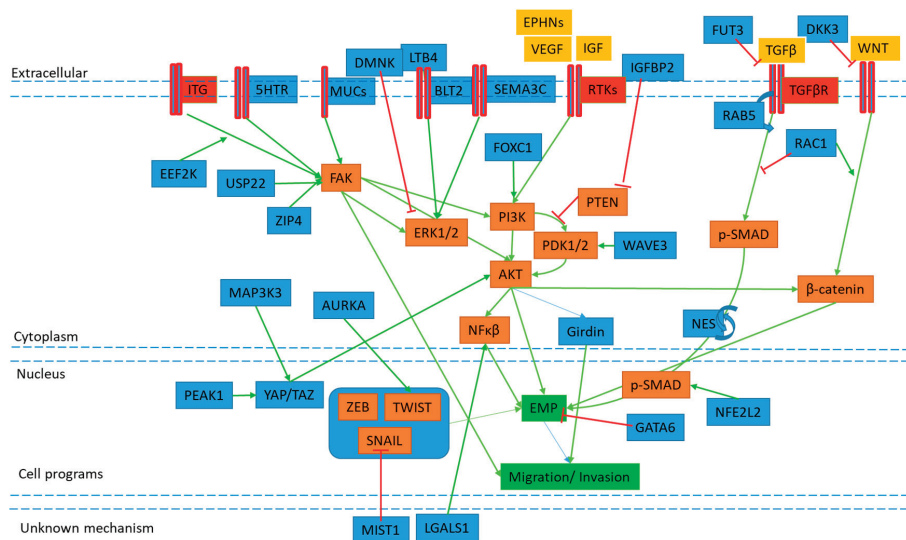 EPHNs
FUT3
DKK3
VEGF
IGF
TGFβ
WNT
DMNK
LTB4
IGFBP2
Extracellular
ITG
5HTR
MUCs
BLT2
SEMA3C
RTKs
TGFβR
RAB5
FOXC1
RAC1
EEF2K
USP22
FAK
ZIP4
PTEN
PI3K
ERK1/2
PDK1/2
WAVE3
p-SMAD
AKT
MAP3K3
AURKA
β-catenin
NFκβ
Girdin
NES
Cytoplasm
Nucleus
PEAK1
YAP/TAZ
ZEB
TWIST
EMP
p-SMAD
NFE2L2
SNAIL
GATA6
Cell programs
Migration/ Invasion
Unknown mechanism
MIST1
LGALS1